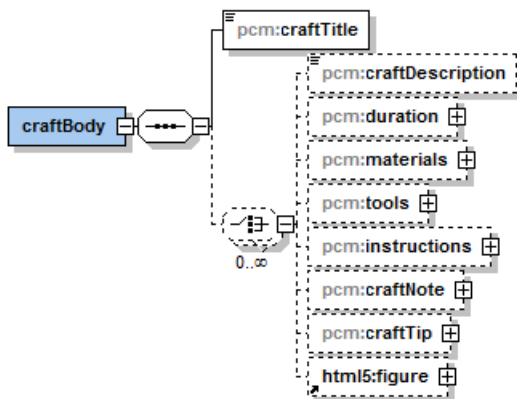 pcm:craftTitle
pcm:craftDescription
craftBody
pcm:duration
pcm:materials
pcm:tools
0..∞
pcm:instructions
pcm:craftNote
pcm:craftTip
html5:figure